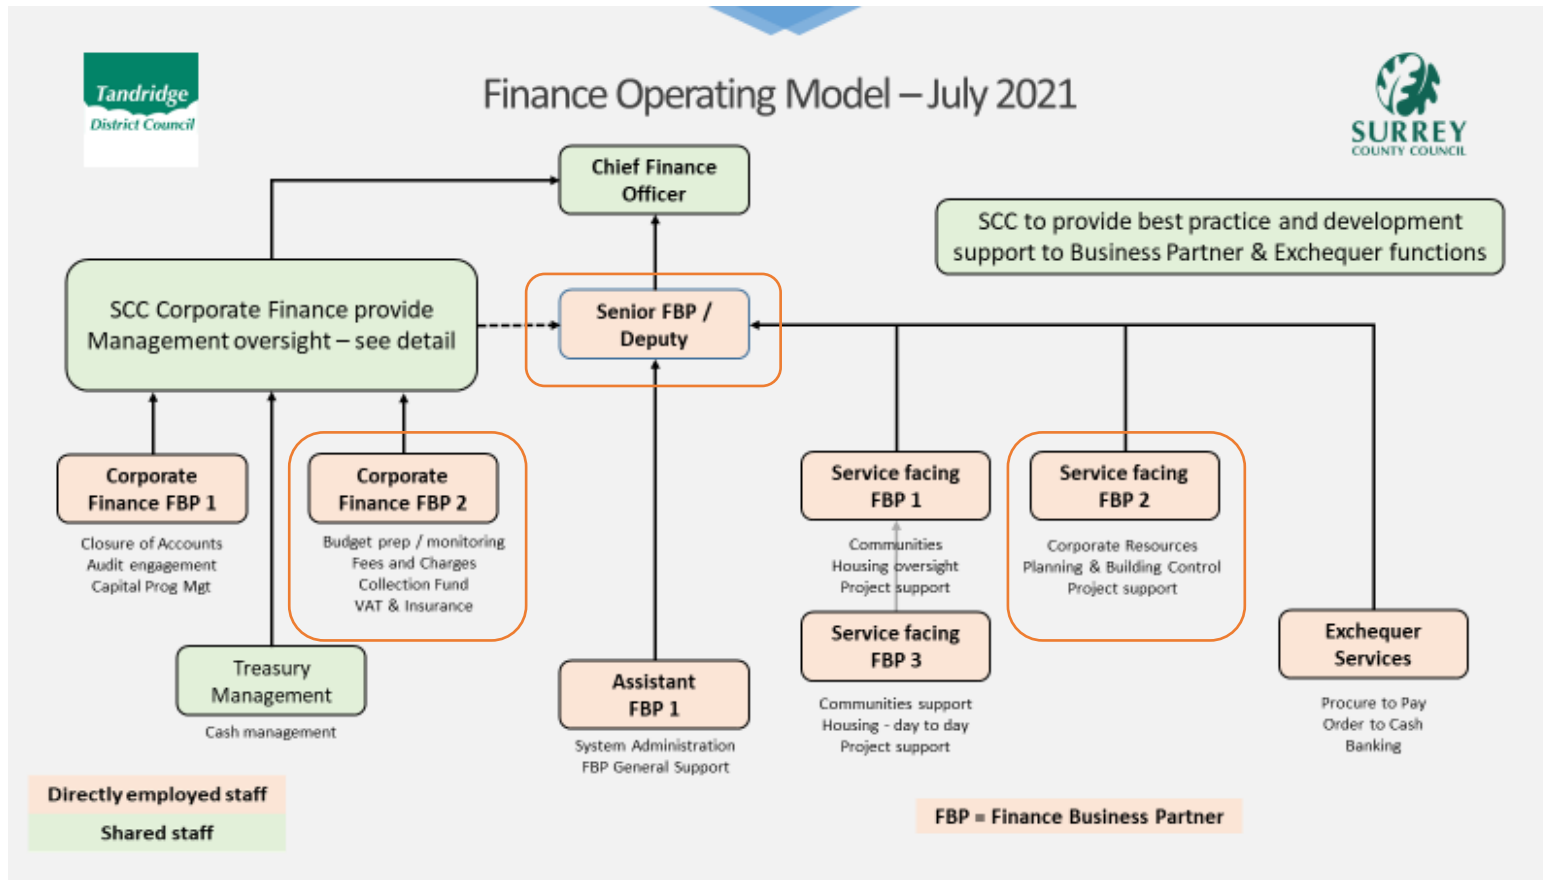 Tandridge
District Council
Finance Operating Model – July 2021
SURREY
COUNTY COUNCIL
Chief Finance
Officer
SCC to provide best practice and development
support to Business Partner & Exchequer functions
SCC Corporate Finance provide
Management oversight – see detail
Senior FBP /
Deputy
Corporate
Finance FBP 1
Closure of Accounts
Audit engagement
Capital Prog Mgt
Corporate
Finance FBP 2
Budget prep / monitoring
Fees and Charges
Collection Fund
VAT & Insurance
Service facing
FBP 1
Communities
Housing oversight
Project support
Service facing
FBP 2
Corporate Resources
Planning & Building Control
Project support
Treasury
Management
Cash management
Assistant
FBP 1
System Administration
FBP General Support
Service facing
FBP 3
Communities support
Housing - day to day
Project support
Exchequer
Services
Procure to Pay
Order to Cash
Banking
Directly employed staff
Shared staff
FBP = Finance Business Partner